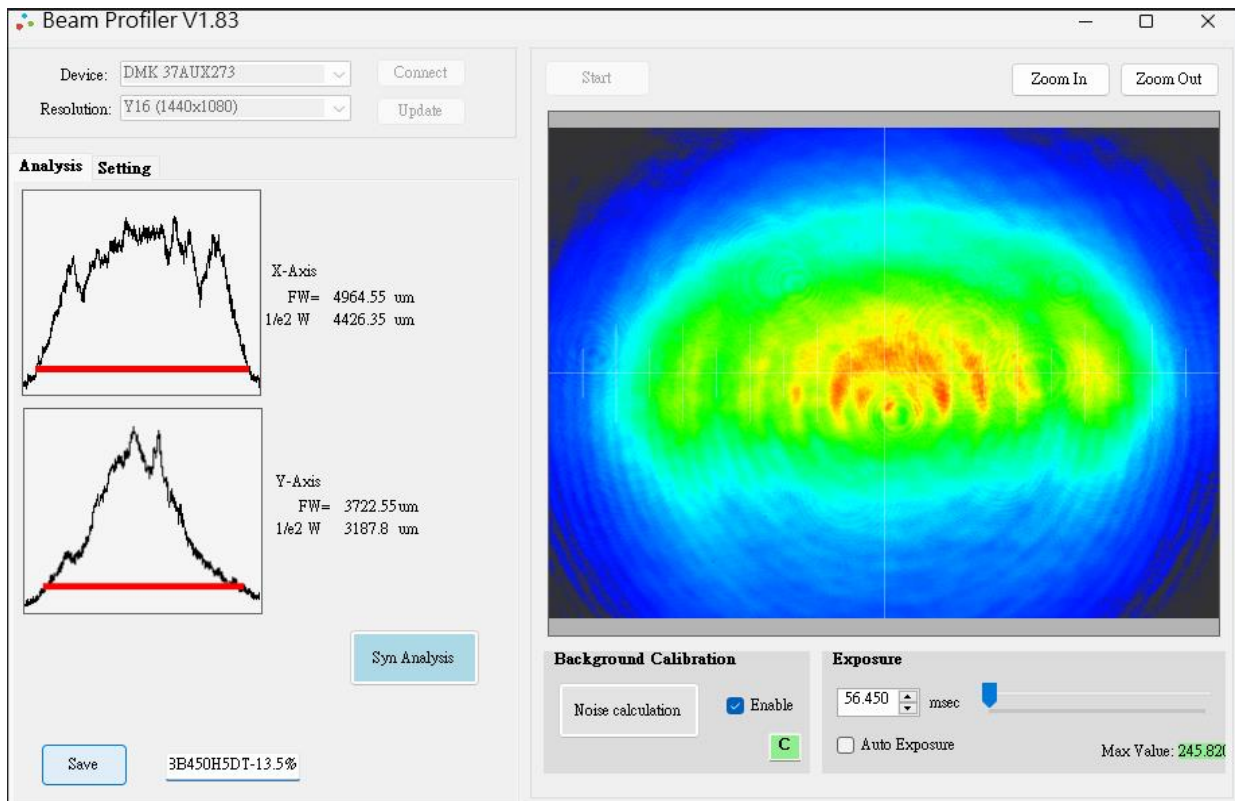 Beam Profiler V1.83
Device: DMK 37AUX273
Connect
Resolution: Y16 (1440x1080)
Update
Start
Zoom In
Zoom Out
Analysis
Setting
X-Axis
FW= 4964.55 um
1/e2 W 4426.35 um
Y-Axis
FW= 3722.55um
1/e2 W 3187.8 um
Syn Analysis
Save
3B450H5DT-13.5%
Background Calibration
Noise calculation
Enable
C
Exposure
56.450 msec
Auto Exposure
Max Value: 245.820